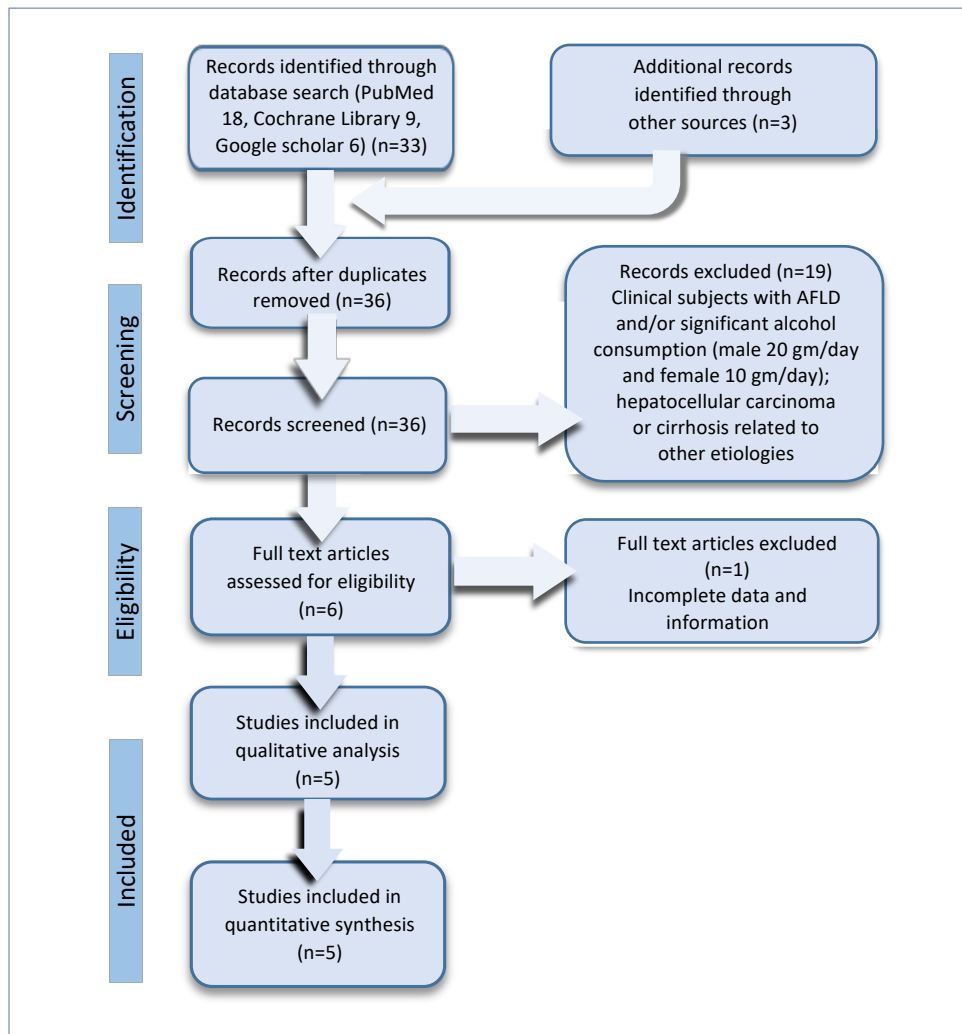 Identification
Records identified through
database search (PubMed
18, Cochrane Library 9,
Google scholar 6) (n=33)
Additional records
identified through
other sources (n=3)
Screening
Records after duplicates
removed (n=36)
Records screened (n=36)
Records excluded (n=19)
Clinical subjects with AFLD
and/or significant alcohol
consumption (male 20 gm/day
and female 10 gm/day);
hepatocellular carcinoma
or cirrhosis related to
other etiologies
Eligibility
Full text articles
assessed for eligibility
(n=6)
Full text articles excluded
(n=1)
Incomplete data and
information
Included
Studies included in
qualitative analysis
(n=5)
Studies included in
quantitative synthesis
(n=5)